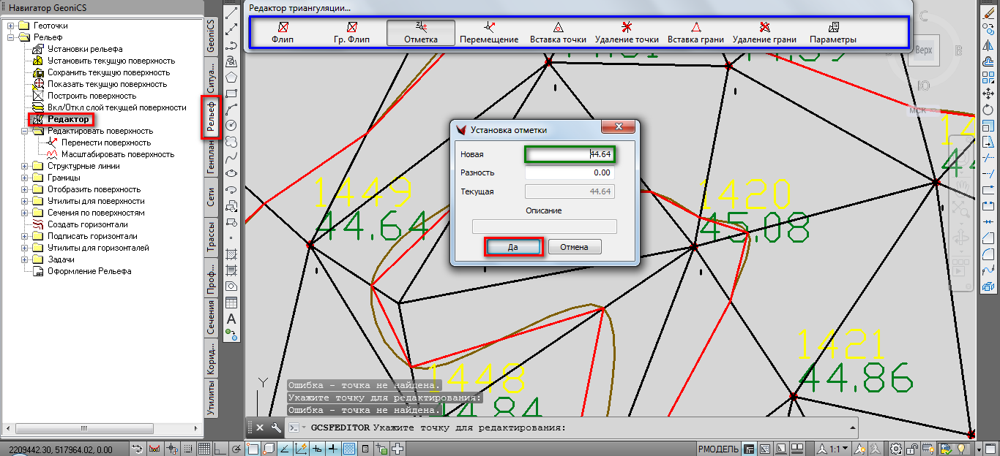 Навигатор GeoniCS
Геоточки
Рельеф
Установки рельефа
Установить текущую поверхность
Сохранить текущую поверхность
Показать текущую поверхность
Построить поверхность
Вкл/Откл слой текущей поверхности
Редактор
Редактировать поверхность
Перенести поверхность
Масштабировать поверхность
Структурные линии
Границы
Отобразить поверхность
Утилиты для поверхности
Сечения по поверхностям
Создать горизонтали
Подписать горизонтали
Утилиты для горизонталей
Задачи
Оформление Рельефа
GeoniCS
Ситуа...
Рельеф
Генплан
Сети
Трассы
Проф...
Сечения
Корид...
Утилиты
A
Редактор триангуляции...
Флип
Гр. Флип
Отметка
Перемещение
Вставка точки
Удаление точки
Вставка грани
Удаление грани
Параметры
С
Верх
В
Ю
МСК
Установка отметки
Новая 44.64
Разность 0.00
Текущая 44.64
Описание
Да Отмена
1449
44.64
1420
45.08
1421
44.86
1448
44.84
Y
Ошибка - точка не найдена.
Укажите точку для редактирования:
Ошибка - точка не найдена.
GCSFEDITOR Укажите точку для редактирования:
2209442.30, 517964.02, 0.00
РМОДЕЛЬ
1:1